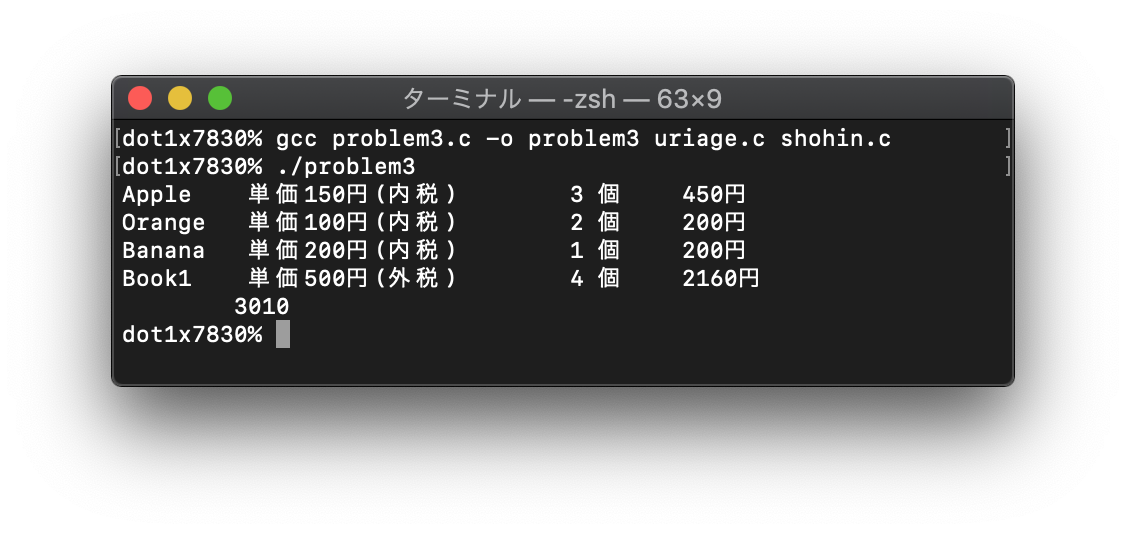 ターミナル — -zsh — 63×9
[dot1x7830% gcc problem3.c -o problem3 uriage.c shohin.c ]
[dot1x7830% ./problem3 ]
Apple 単価150円(内税) 3 個 450円
Orange 単価100円(内税) 2 個 200円
Banana 単価200円(内税) 1 個 200円
Book1 単価500円(外税) 4 個 2160円
3010
dot1x7830%